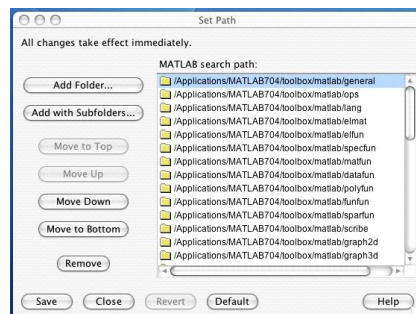 Set Path
All changes take effect immediately.
MATLAB search path:
Add Folder...
Add with Subfolders...
Move to Top
Move Up
Move Down
Move to Bottom
Remove
/Applications/MATLAB704/toolbox/matlab/general
/Applications/MATLAB704/toolbox/matlab/ops
/Applications/MATLAB704/toolbox/matlab/lang
/Applications/MATLAB704/toolbox/matlab/elmat
/Applications/MATLAB704/toolbox/matlab/elfun
/Applications/MATLAB704/toolbox/matlab/specfun
/Applications/MATLAB704/toolbox/matlab/matfun
/Applications/MATLAB704/toolbox/matlab/datafun
/Applications/MATLAB704/toolbox/matlab/polyfun
/Applications/MATLAB704/toolbox/matlab/funfun
/Applications/MATLAB704/toolbox/matlab/sparfun
/Applications/MATLAB704/toolbox/matlab/scribe
/Applications/MATLAB704/toolbox/matlab/graph2d
/Applications/MATLAB704/toolbox/matlab/graph3d
Save Close Revert Default Help